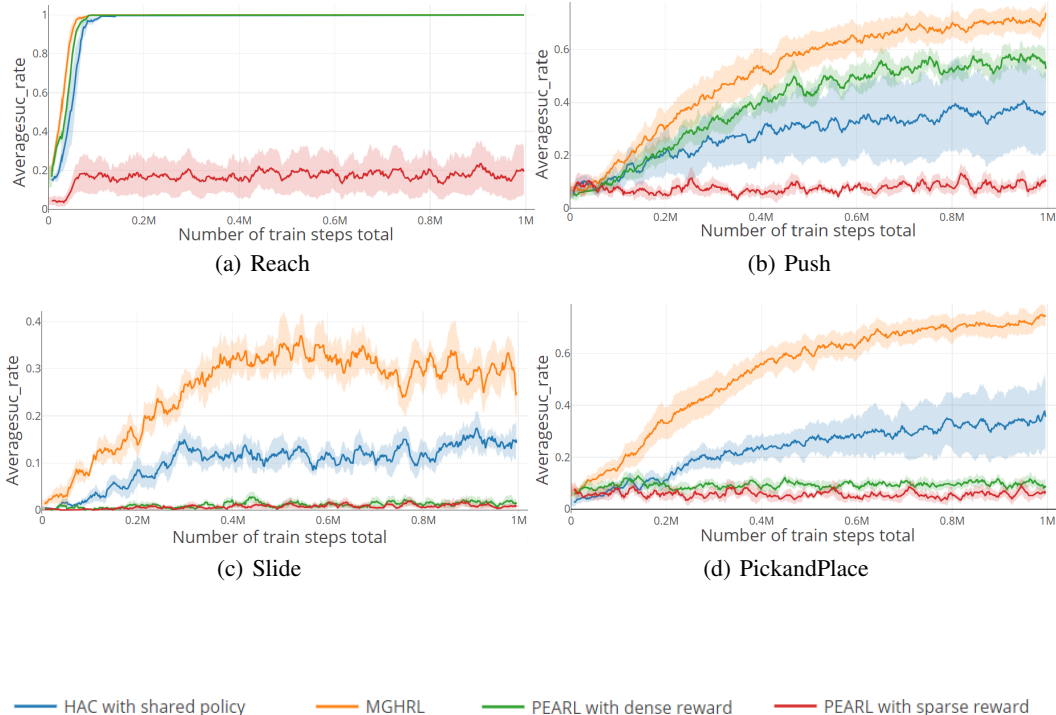 Averagesuc_rate
1
0.8
0.6
0.4
0.2
0
0 0.2M 0.4M 0.6M 0.8M 1M
Number of train steps total
(a) Reach
Averagesuc_rate
0.6
0.4
0.2
0
0 0.2M 0.4M 0.6M 0.8M 1M
Number of train steps total
(b) Push
Averagesuc_rate
0.4
0.3
0.2
0.1
0
0 0.2M 0.4M 0.6M 0.8M 1M
Number of train steps total
(c) Slide
Averagesuc_rate
0.6
0.4
0.2
0
0 0.2M 0.4M 0.6M 0.8M 1M
Number of train steps total
(d) PickandPlace
HAC with shared policy MGHRL PEARL with dense reward PEARL with sparse reward